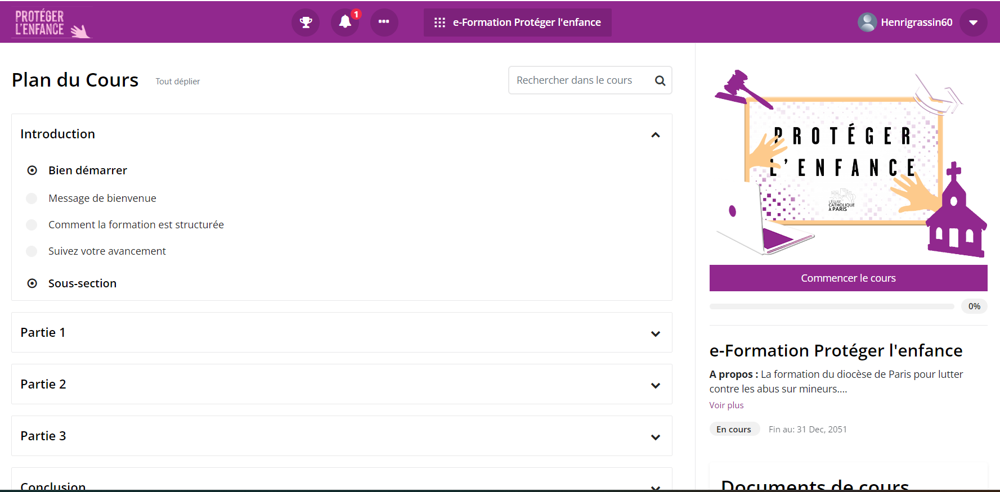 PROTÉGER
L'ENFANCE
1
e-Formation Protéger l'enfance
Henrigrassin60
Plan du Cours
Tout déplier
Rechercher dans le cours
Introduction
Bien démarrer
Message de bienvenue
Comment la formation est structurée
Suivez votre avancement
Sous-section
Partie 1
Partie 2
Partie 3
Conclusion
PROTÉGER
L'ENFANCE
L'ÉGLISE
CATHOLIQUE
À PARIS
Commencer le cours
0%
e-Formation Protéger l'enfance
A propos : La formation du diocèse de Paris pour lutter
contre les abus sur mineurs....
Voir plus
En cours
Fin au: 31 Dec, 2051
Documents de cours